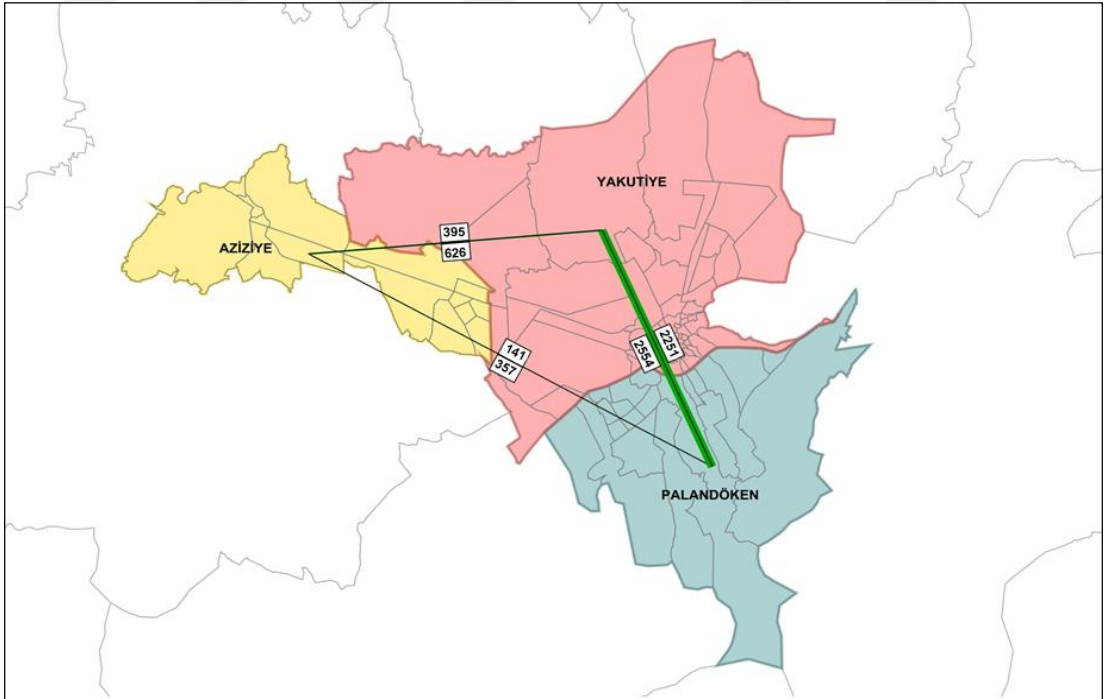 YAKUTİYE
395
AZİZİYE
626
2251
141
2554
357
PALANDÖKEN